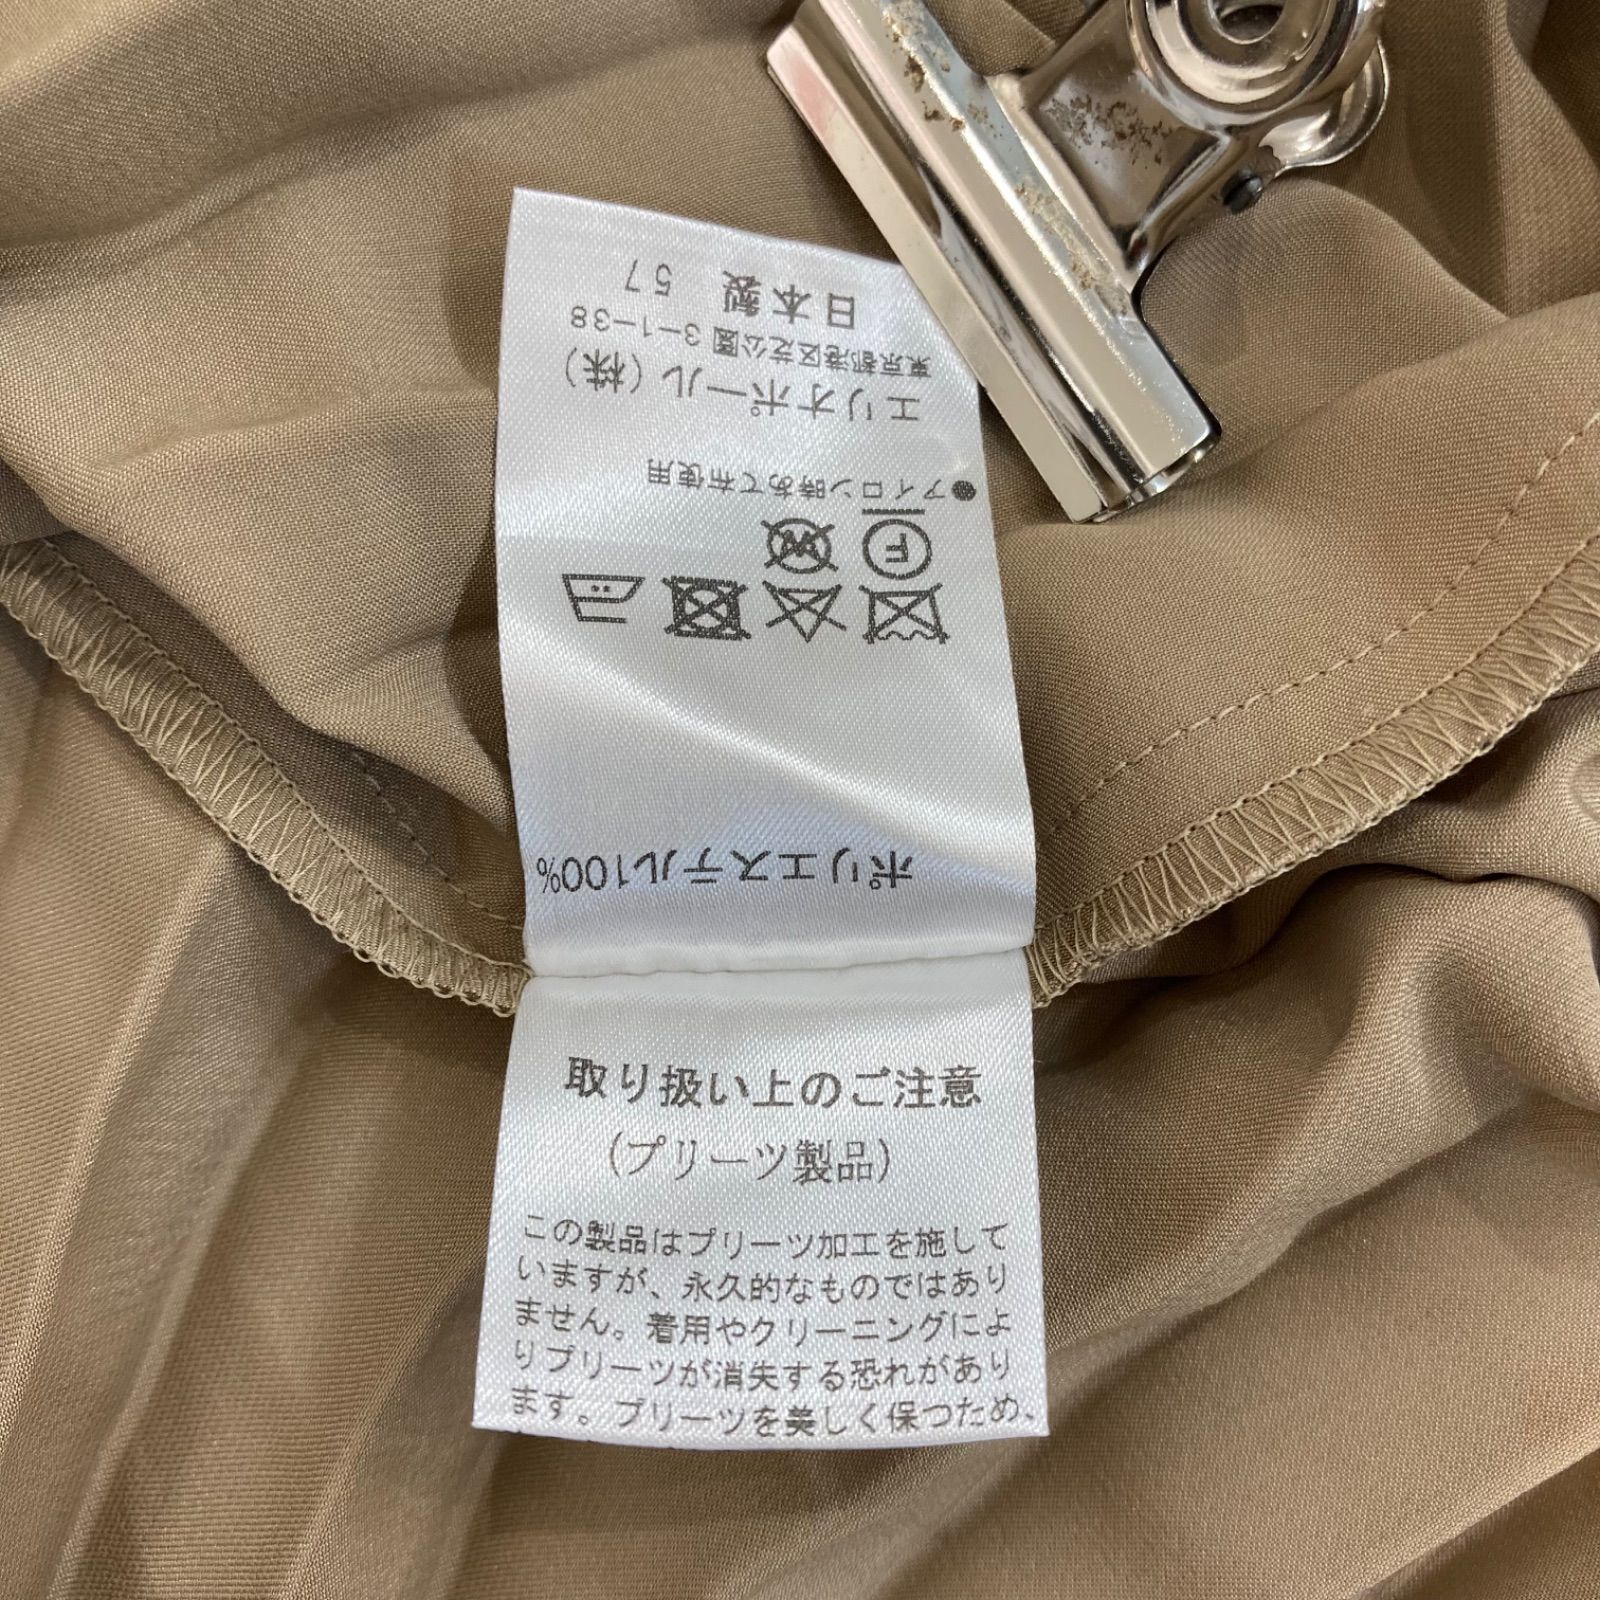 ポリエステル100%
F
W
●アイロン時あて布使用
エリオポール(株)
東京都港区芝公園 3-1-38
日本製 57
取り扱い上のご注意
(プリーツ製品)
この製品はプリーツ加工を施して
いますが、永久的なものではあり
ません。着用やクリーニングによ
りプリーツが消失する恐れがあり
ます。プリーツを美しく保つため、